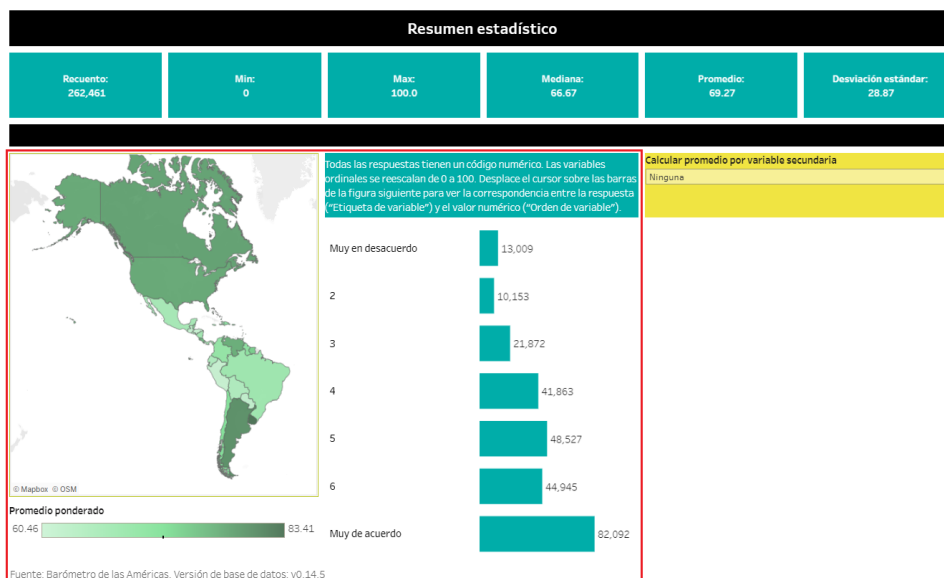 Resumen estadístico
Recuento:
262,461
Min:
0
Max:
100.0
Mediana:
66.67
Promedio:
69.27
Desviación estándar:
28.87
Todas las respuestas tienen un código numérico. Las variables
ordinales se reescalan de 0 a 100. Desplace el cursor sobre las barras
de la figura siguiente para ver la correspondencia entre la respuesta
("Etiqueta de variable") y el valor numérico ("Orden de variable").
Calcular promedio por variable secundaria
Ninguna
Muy en desacuerdo
13,009
2
10,153
3
21,872
4
41,863
5
48,527
6
44,945
Muy de acuerdo
82,092
© Mapbox © OSM
Promedio ponderado
60.46
83.41
Fuente: Barómetro de las Américas. Versión de base de datos: v0.14.5